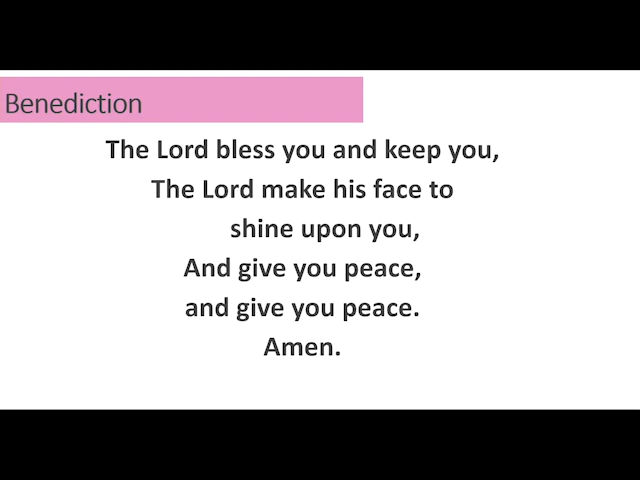 Benediction
The Lord bless you and keep you,
The Lord make his face to
shine upon you,
And give you peace,
and give you peace.
Amen.